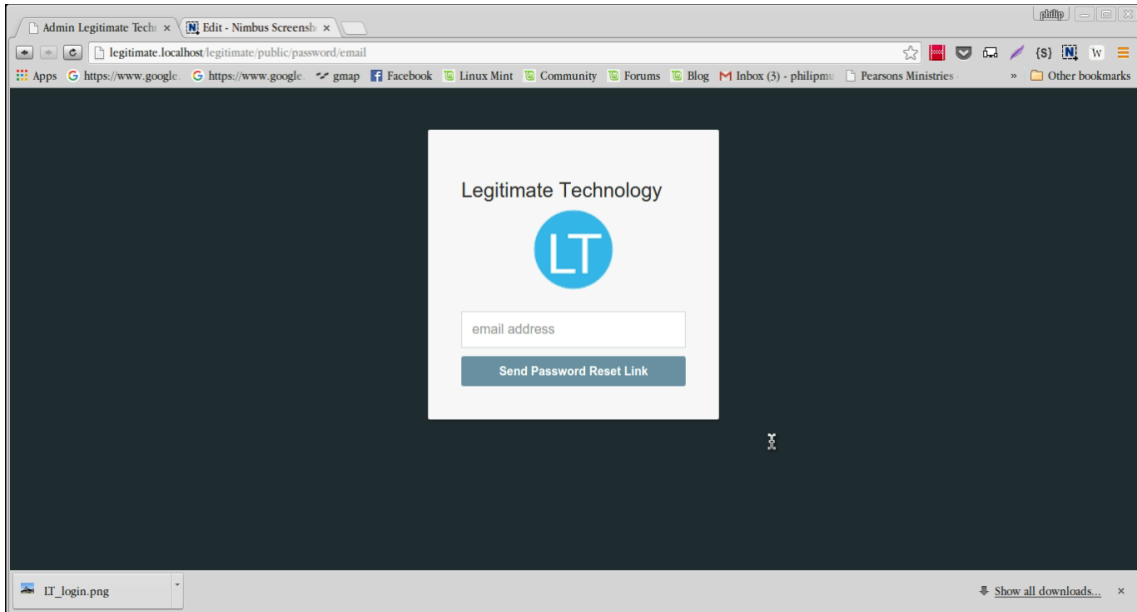 philip
Admin Legitimate Tech × Edit - Nimbus Screensh ×
legitimate.localhost/legitimate/public/password/email {S} N W
Apps G https://www.google. G https://www.google. gmap Facebook Linux Mint Community Forums Blog Inbox (3) - philipmu Pearsons Ministries » Other bookmarks
Legitimate Technology
LT
email address
Send Password Reset Link
LT_login.png Show all downloads... ×